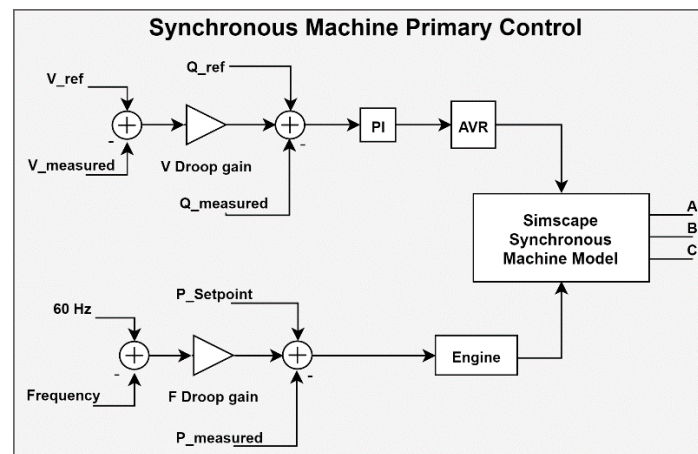 Synchronous Machine Primary Control
Q_ref
V_ref
+
+
PI
AVR
-
-
V_measured
V Droop gain
Q_measured
Simscape
Synchronous
Machine Model
A
B
C
P_Setpoint
60 Hz
+
+
Engine
-
-
Frequency
F Droop gain
P_measured